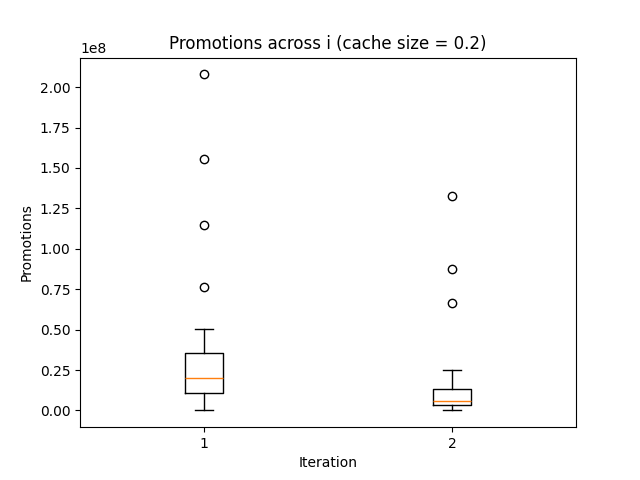 Promotions across i (cache size = 0.2)
1e8
2.00
1.75
1.50
1.25
1.00
0.75
0.50
0.25
0.00
Promotions
1 2
Iteration